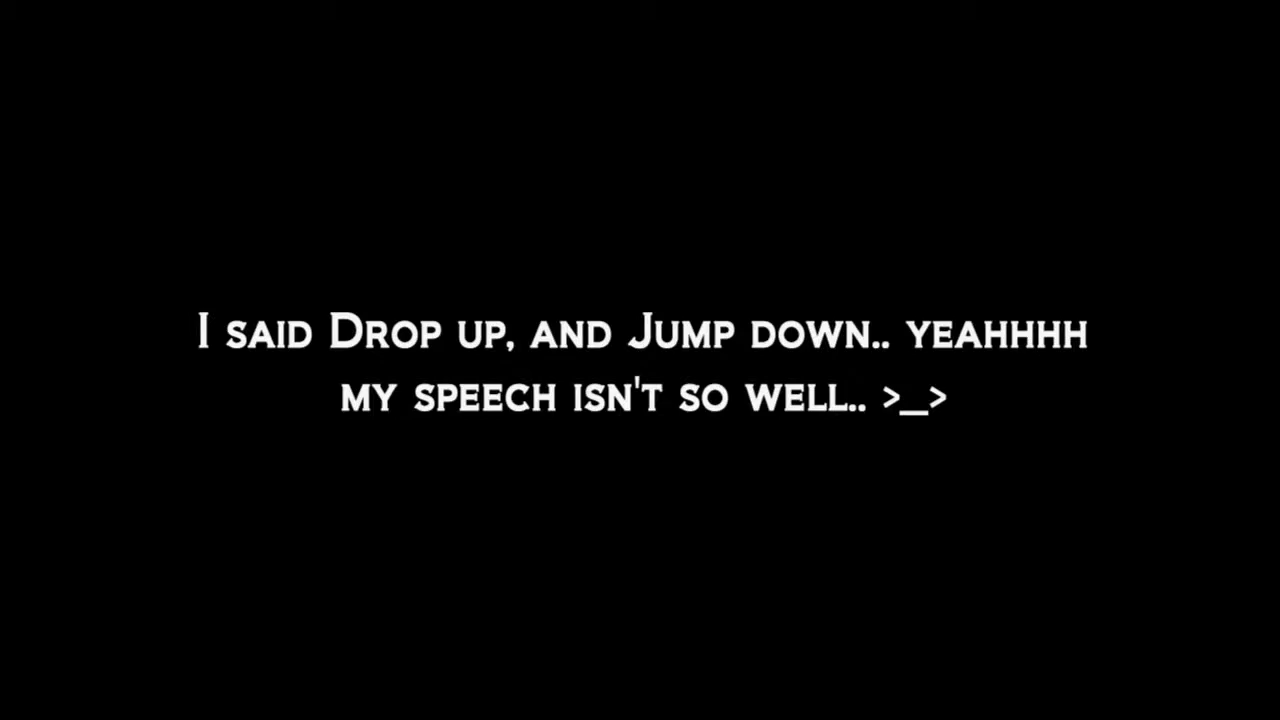 I said Drop up, and Jump down.. yeahhhh
my speech isn't so well.. >_>